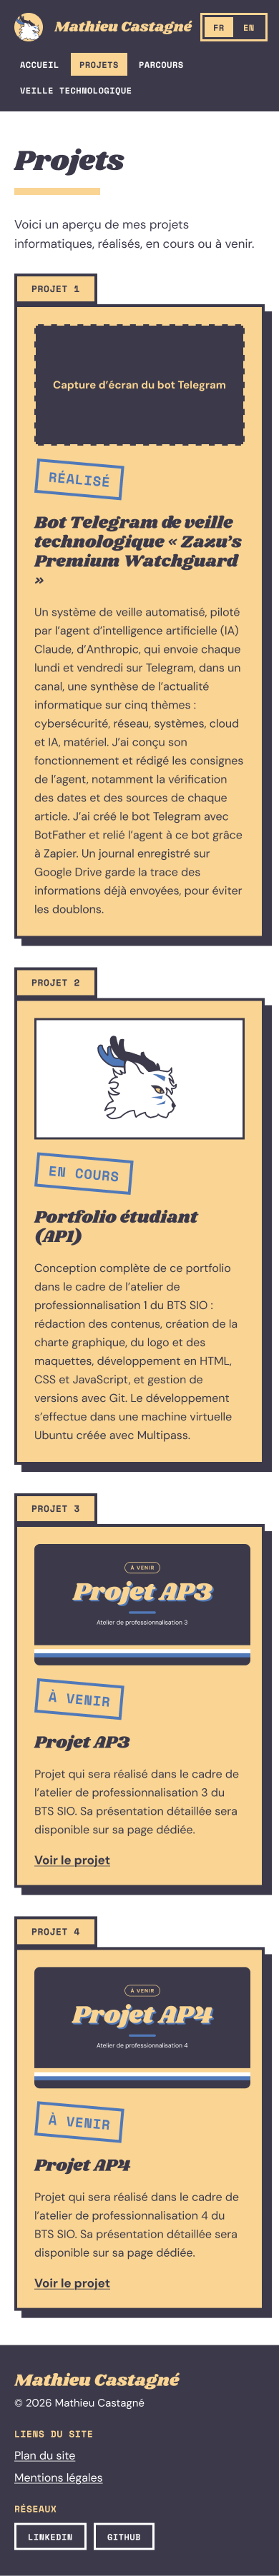 Mathieu Castagné
FR
EN
ACCUEIL
PROJETS
PARCOURS
VEILLE TECHNOLOGIQUE
Projets
Voici un aperçu de mes projets
informatiques, réalisés, en cours ou à venir.
PROJET 1
Capture d’écran du bot Telegram
RÉALISÉ
Bot Telegram de veille
technologique « Zazu’s
Premium Watchguard
»
Un système de veille automatisé, piloté
par l’agent d’intelligence artificielle (IA)
Claude, d’Anthropic, qui envoie chaque
lundi et vendredi sur Telegram, dans un
canal, une synthèse de l’actualité
informatique sur cinq thèmes :
cybersécurité, réseau, systèmes, cloud
et IA, matériel. J’ai conçu son
fonctionnement et rédigé les consignes
de l’agent, notamment la vérification
des dates et des sources de chaque
article. J’ai créé le bot Telegram avec
BotFather et relié l’agent à ce bot grâce
à Zapier. Un journal enregistré sur
Google Drive garde la trace des
informations déjà envoyées, pour éviter
les doublons.
PROJET 2
EN COURS
Portfolio étudiant
(AP1)
Conception complète de ce portfolio
dans le cadre de l’atelier de
professionnalisation 1 du BTS SIO :
rédaction des contenus, création de la
charte graphique, du logo et des
maquettes, développement en HTML,
CSS et JavaScript, et gestion de
versions avec Git. Le développement
s’effectue dans une machine virtuelle
Ubuntu créée avec Multipass.
PROJET 3
À VENIR
Projet AP3
Atelier de professionnalisation 3
À VENIR
Projet AP3
Projet qui sera réalisé dans le cadre de
l’atelier de professionnalisation 3 du
BTS SIO. Sa présentation détaillée sera
disponible sur sa page dédiée.
Voir le projet
PROJET 4
À VENIR
Projet AP4
Atelier de professionnalisation 4
À VENIR
Projet AP4
Projet qui sera réalisé dans le cadre de
l’atelier de professionnalisation 4 du
BTS SIO. Sa présentation détaillée sera
disponible sur sa page dédiée.
Voir le projet
Mathieu Castagné
© 2026 Mathieu Castagné
LIENS DU SITE
Plan du site
Mentions légales
RÉSEAUX
LINKEDIN
GITHUB